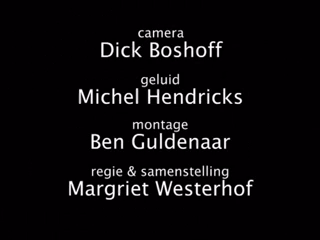 camera
Dick Boshoff
geluid
Michel Hendricks
montage
Ben Guldenaar
regie & samenstelling
Margriet Westerhof